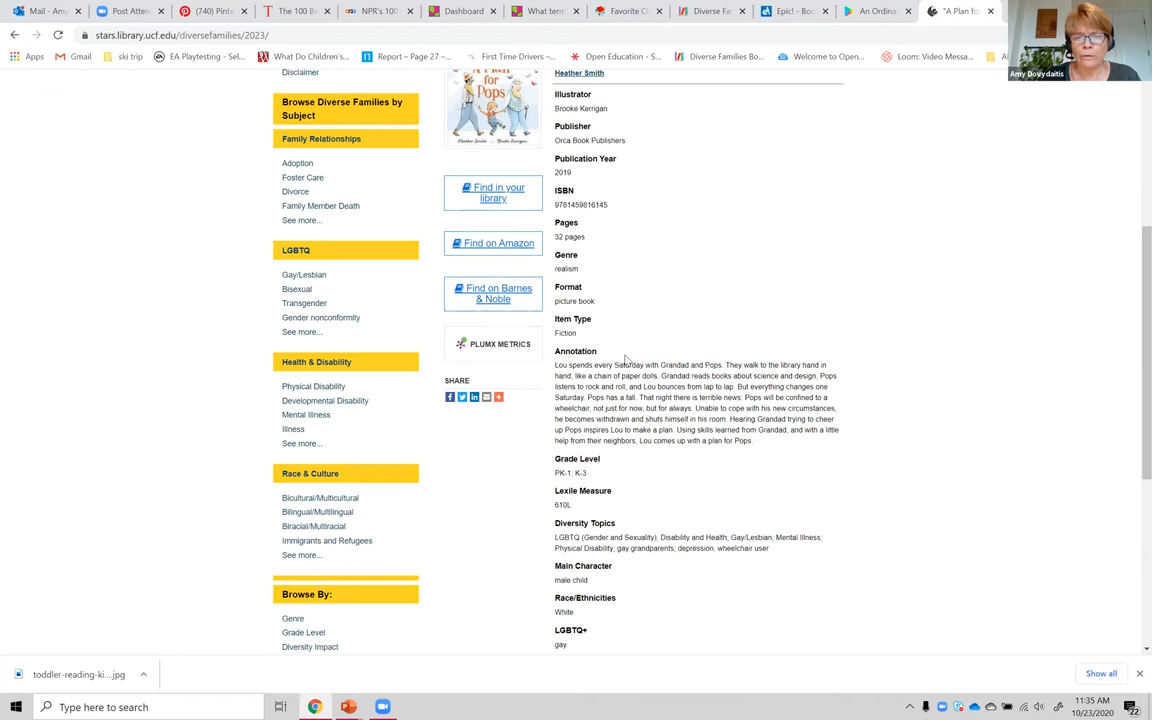 Mail - Amy
Post Atten
(740) Pinte
The 100 Be
NPR's 100
Dashboard
What term
Favorite Ch
Diverse Fa
Epic! - Boo
An Ordina
"A Plan for
stars.library.ucf.edu/diversefamilies/2023/
Apps
Gmail
ski trip
EA Playtesting - Sel...
What Do Children's...
Report – Page 27 –...
First Time Drivers –...
Open Education - S...
Diverse Families Bo...
Welcome to Open...
Loom: Video Messa...
Amy Dovydaitis
Disclaimer
Browse Diverse Families by
Subject
Family Relationships
Adoption
Foster Care
Divorce
Family Member Death
See more...
LGBTQ
Gay/Lesbian
Bisexual
Transgender
Gender nonconformity
See more...
Health & Disability
Physical Disability
Developmental Disability
Mental Illness
Illness
See more...
Race & Culture
Bicultural/Multicultural
Bilingual/Multilingual
Biracial/Multiracial
Immigrants and Refugees
See more...
Browse By:
Genre
Grade Level
Diversity Impact
for
Pops
Heather Smith
Brooke Kerrigan
Find in your
library
Find on Amazon
Find on Barnes
& Noble
PLUMX METRICS
SHARE
Heather Smith
Illustrator
Brooke Kerrigan
Publisher
Orca Book Publishers
Publication Year
2019
ISBN
9781459816145
Pages
32 pages
Genre
realism
Format
picture book
Item Type
Fiction
Annotation
Lou spends every Saturday with Grandad and Pops. They walk to the library hand in
hand, like a chain of paper dolls. Grandad reads books about science and design, Pops
listens to rock and roll, and Lou bounces from lap to lap. But everything changes one
Saturday. Pops has a fall. That night there is terrible news: Pops will be confined to a
wheelchair, not just for now, but for always. Unable to cope with his new circumstances,
he becomes withdrawn and shuts himself in his room. Hearing Grandad trying to cheer
up Pops inspires Lou to make a plan. Using skills learned from Grandad, and with a little
help from their neighbors, Lou comes up with a plan for Pops.
Grade Level
PK-1; K-3
Lexile Measure
610L
Diversity Topics
LGBTQ (Gender and Sexuality); Disability and Health; Gay/Lesbian; Mental Illness;
Physical Disability; gay grandparents; depression; wheelchair user
Main Character
male child
Race/Ethnicities
White
LGBTQ+
gay
toddler-reading-ki....jpg
Show all
Type here to search
11:35 AM
10/23/2020
22